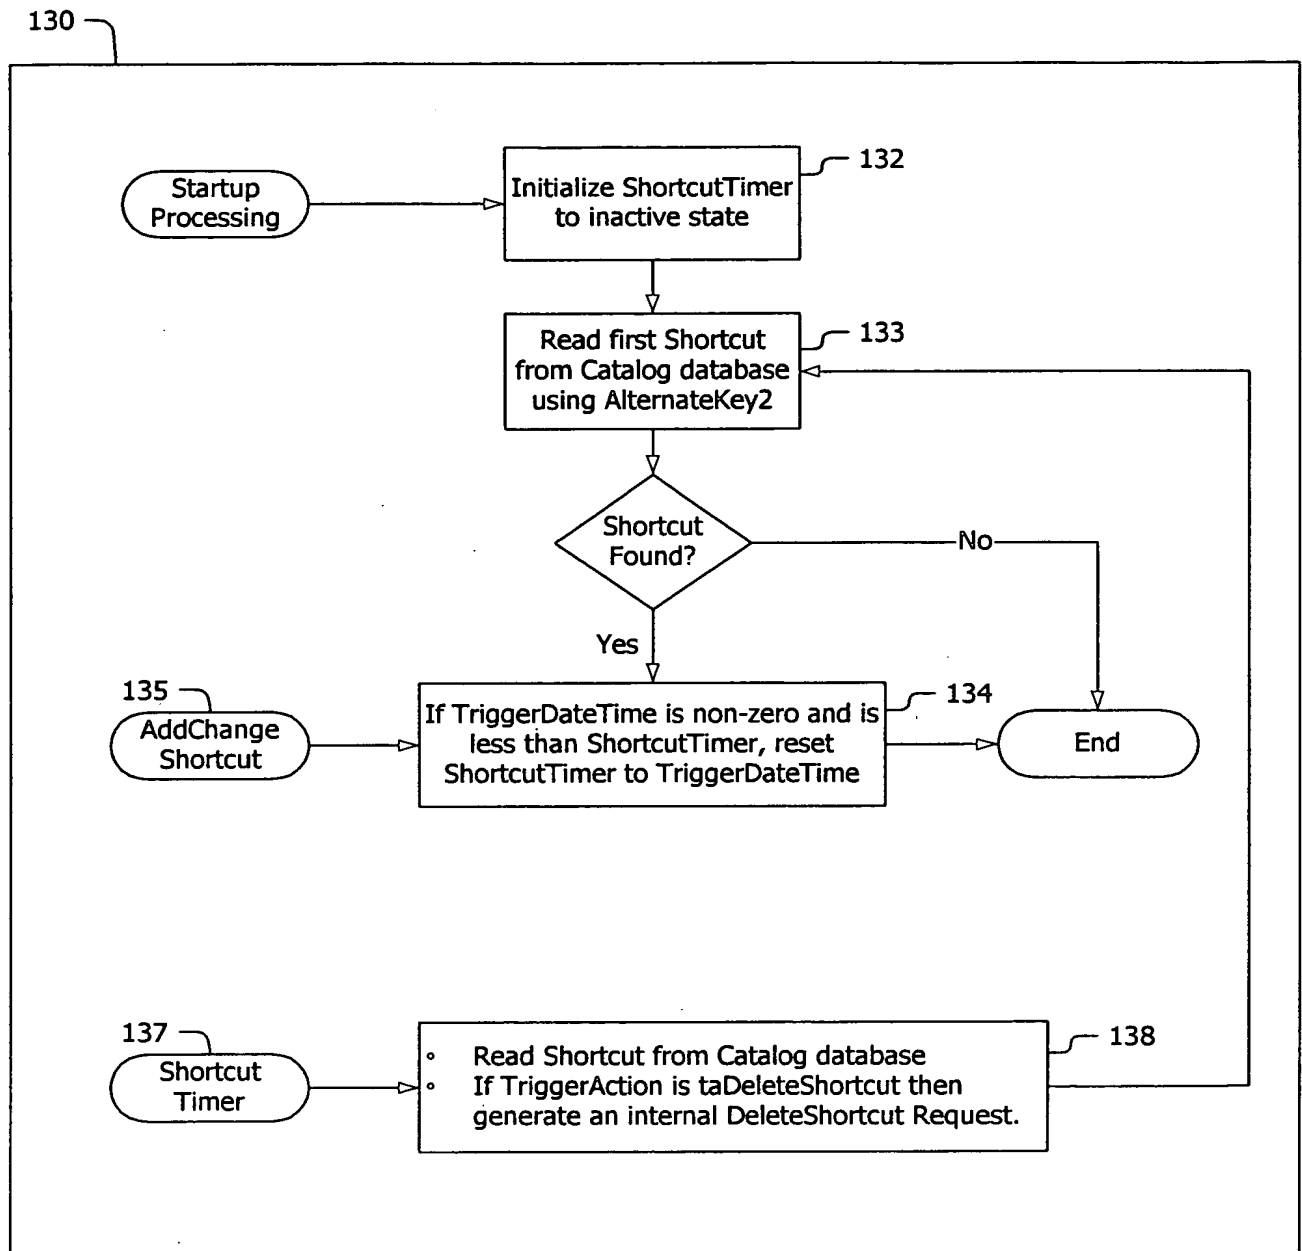 130
132
Startup
Processing
Initialize ShortcutTimer
to inactive state
133
Read first Shortcut
from Catalog database
using AlternateKey2
Shortcut
Found?
No
Yes
135
134
AddChange
Shortcut
If TriggerDateTime is non-zero and is
less than ShortcutTimer, reset
ShortcutTimer to TriggerDateTime
End
137
138
Shortcut
Timer
° Read Shortcut from Catalog database
° If TriggerAction is taDeleteShortcut then
generate an internal DeleteShortcut Request.